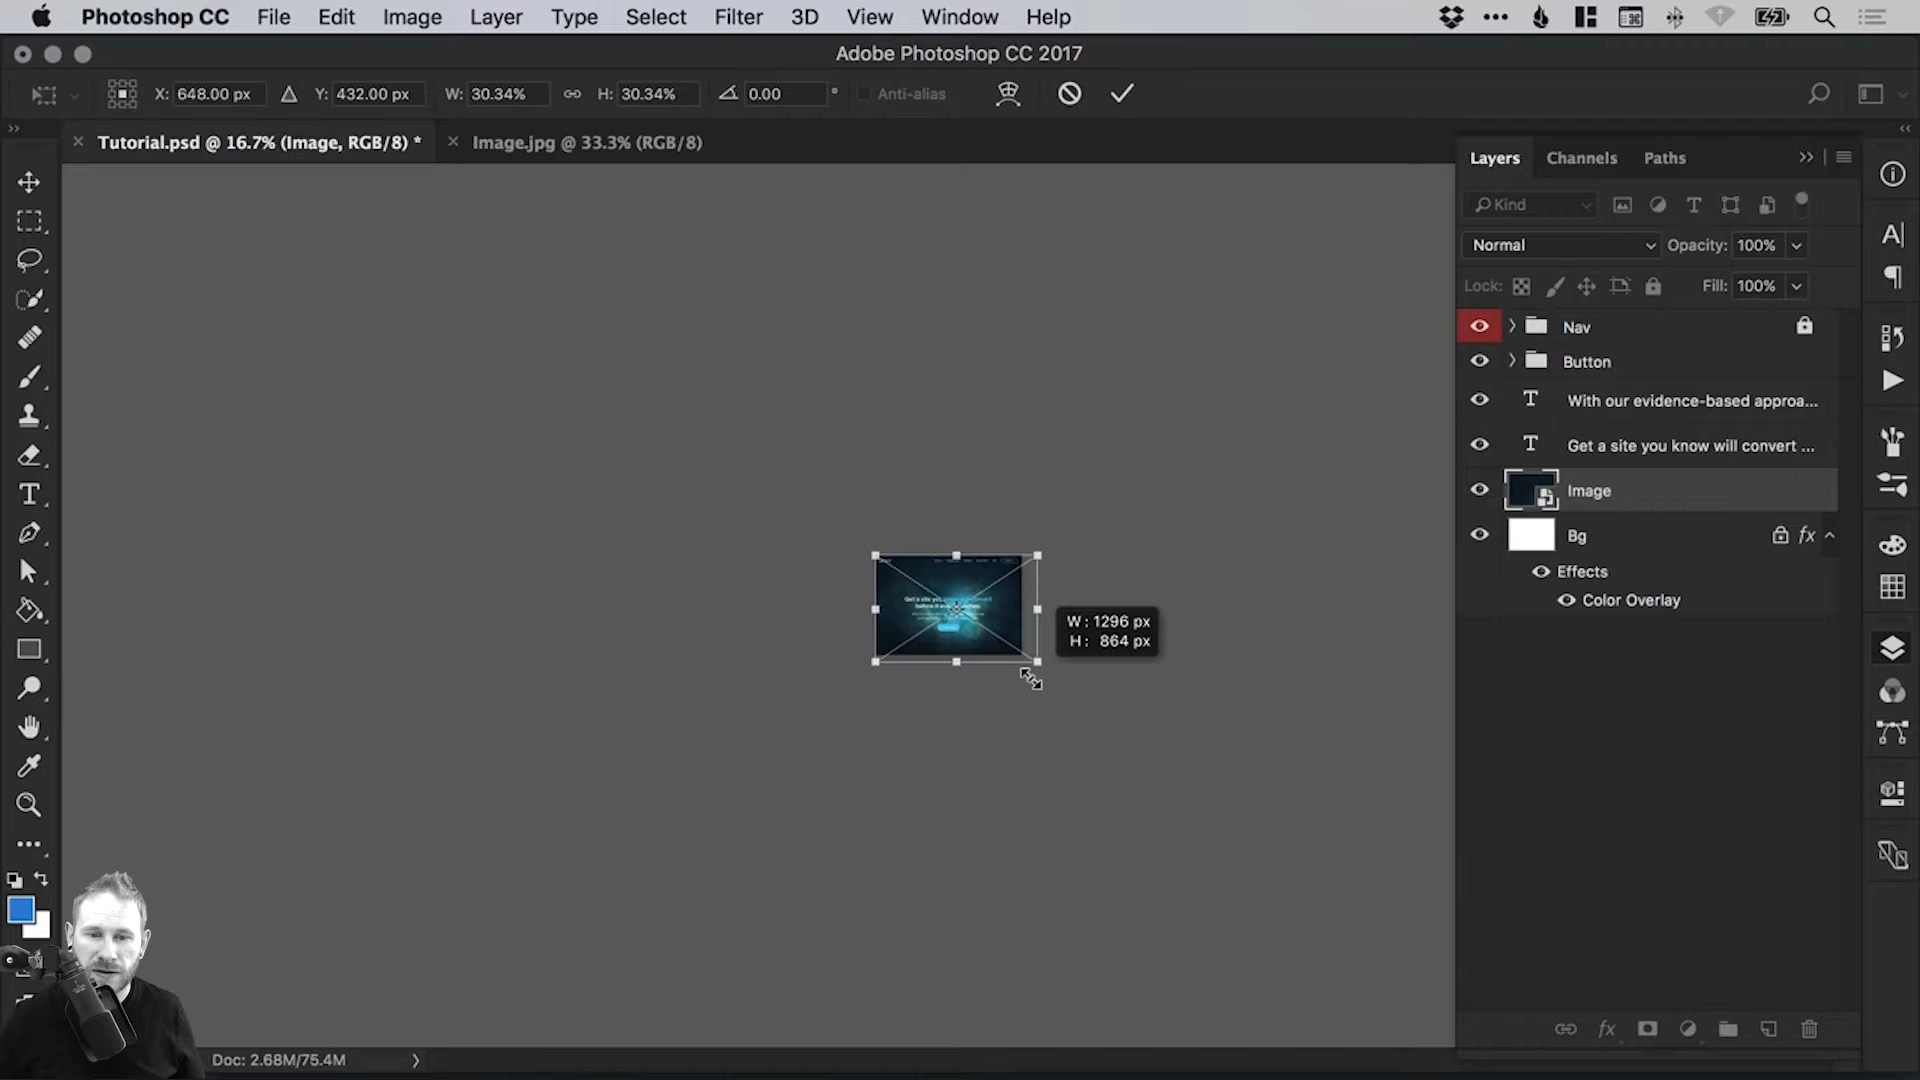 Photoshop CC File Edit Image Layer Type Select Filter 3D View Window Help
Adobe Photoshop CC 2017
X: 648.00 px Y: 432.00 px W: 30.34% H: 30.34% 0.00 ° Anti-alias
Tutorial.psd @ 16.7% (Image, RGB/8) * Image.jpg @ 33.3% (RGB/8)
Layers Channels Paths
Kind
Normal Opacity: 100%
Lock: Fill: 100%
Nav
Button
With our evidence-based approa...
Get a site you know will convert ...
Image
Bg fx
Effects
Color Overlay
W: 1296 px
H: 864 px
fx
Doc: 2.68M/75.4M